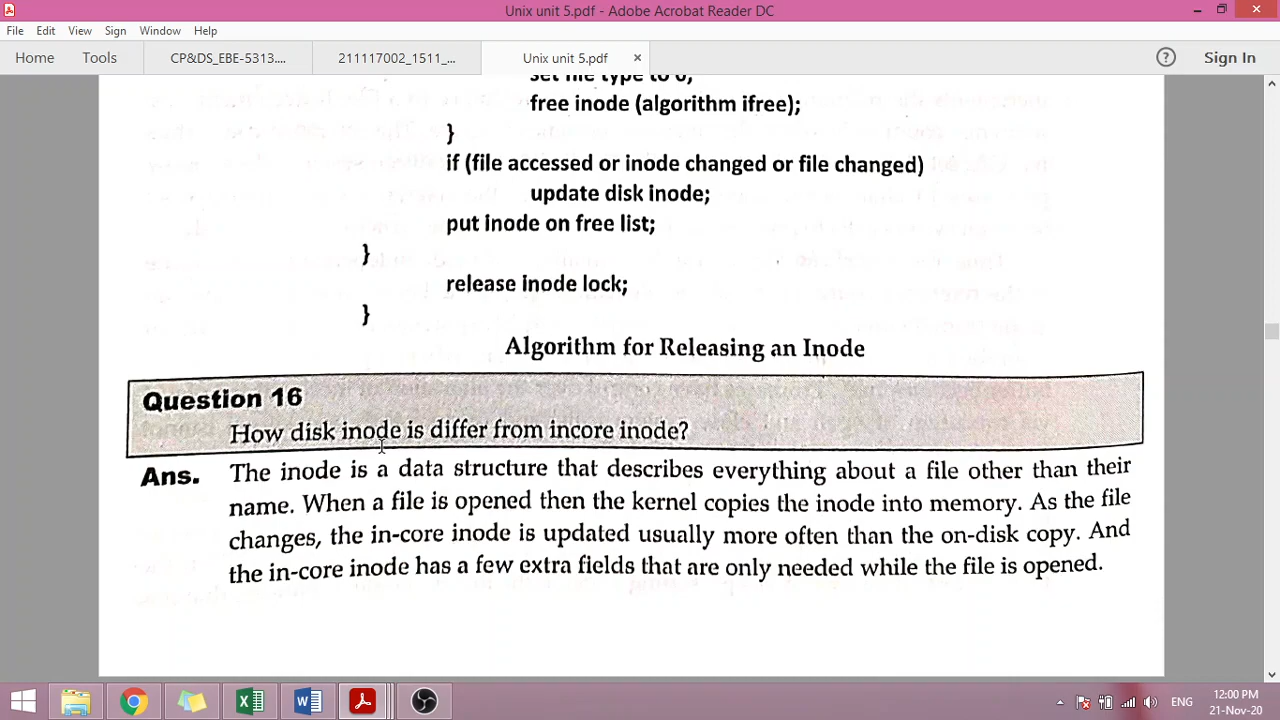 Unix unit 5.pdf - Adobe Acrobat Reader DC
File Edit View Sign Window Help
Home Tools CP&DS_EBE-5313.... 211117002_1511_... Unix unit 5.pdf × ? Sign In
set file type to 0;
free inode (algorithm ifree);
}
if (file accessed or inode changed or file changed)
update disk inode;
put inode on free list;
}
release inode lock;
}
Algorithm for Releasing an Inode
Question 16
How disk inode is differ from incore inode?
Ans. The inode is a data structure that describes everything about a file other than their
name. When a file is opened then the kernel copies the inode into memory. As the file
changes, the in-core inode is updated usually more often than the on-disk copy. And
the in-core inode has a few extra fields that are only needed while the file is opened.
ENG
12:00 PM
21-Nov-20